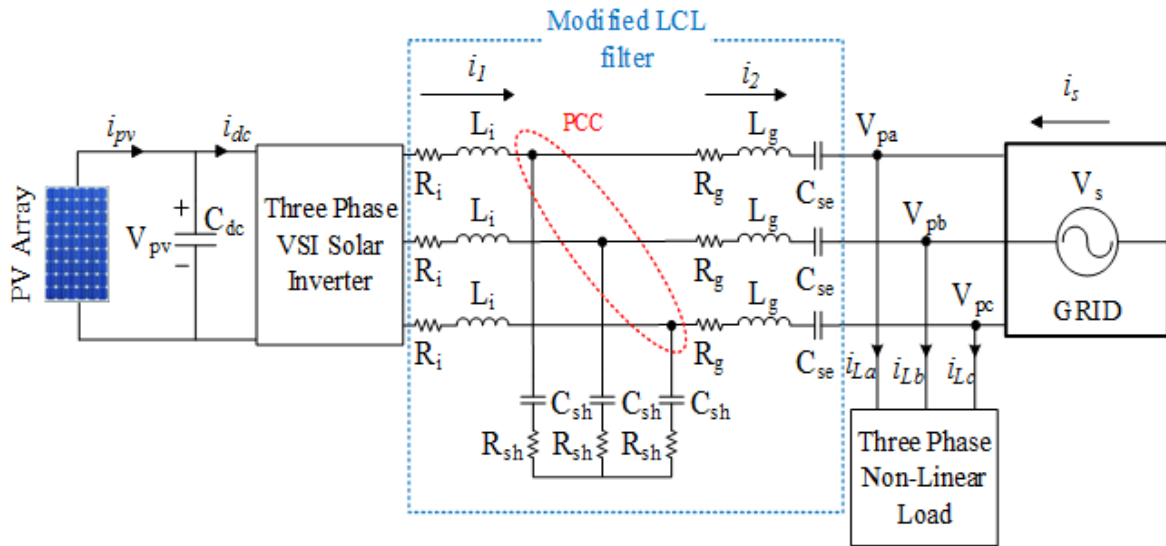 Modified LCL
filter
i1
i2
is
PCC
ipv
idc
Li
Lg
Vpa
Ri
Rg
Cse
Vs
PV Array
Vpv
+
−
Cdc
Three Phase
VSI Solar
Inverter
Li
Lg
Vpb
Ri
Rg
Cse
Li
Lg
Vpc
GRID
Ri
Rg
Cse
iLa
iLb
iLc
Csh
Csh
Csh
Rsh
Rsh
Rsh
Three Phase
Non-Linear
Load